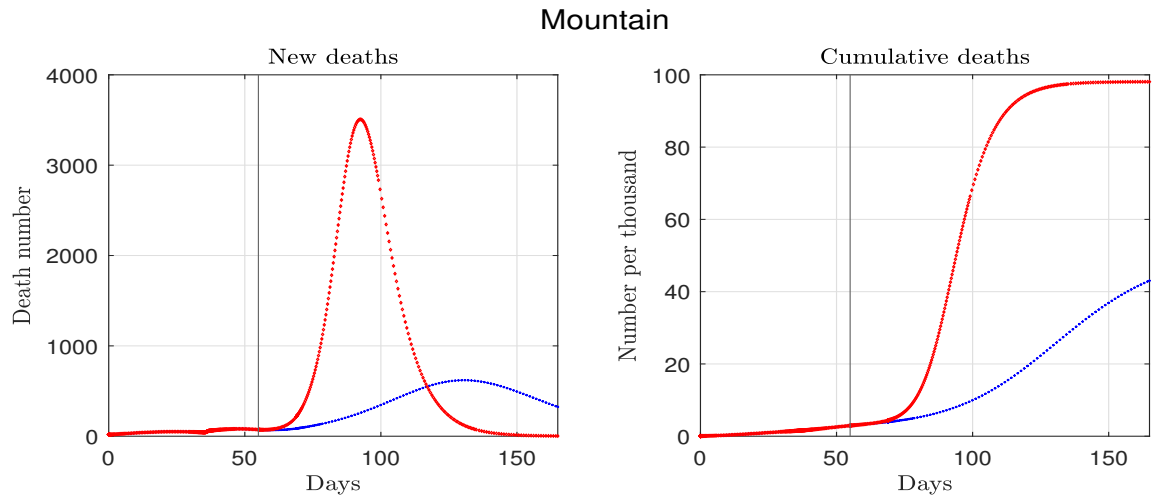 Mountain
New deaths
4000
3000
2000
1000
0
Death number
0 50 100 150
Days
Cumulative deaths
100
80
60
40
20
0
Number per thousand
0 50 100 150
Days